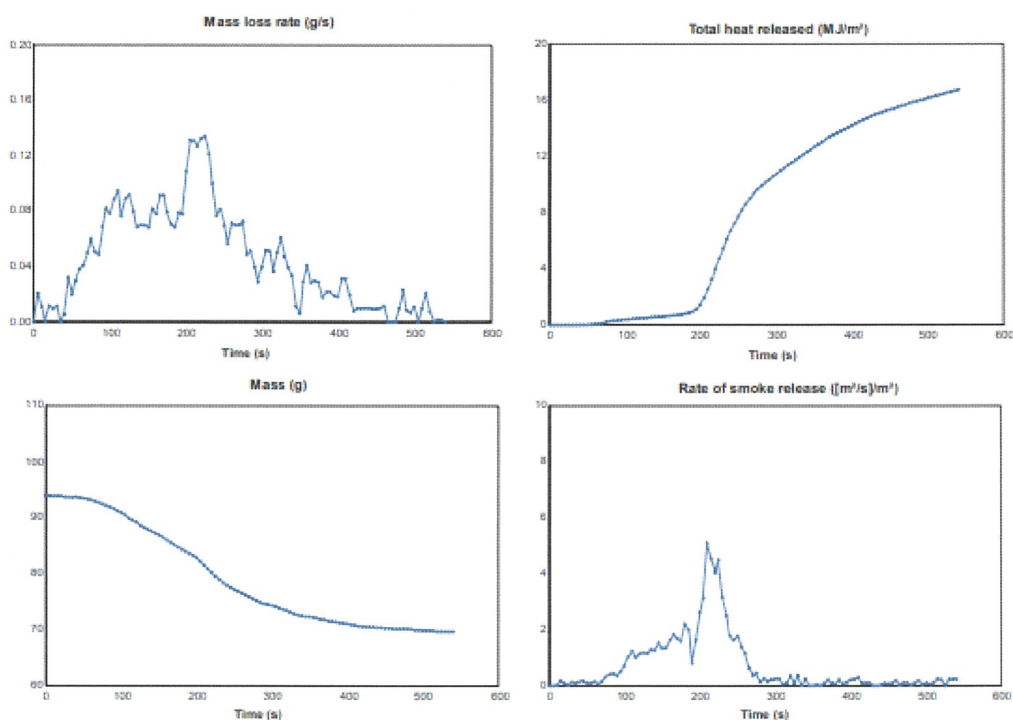 Mass loss rate (g/s)
0.20
0.16
0.12
0.08
0.04
0.00
0 100 200 300 400 500 600
Time (s)
Total heat released (MJ/m²)
20
16
12
8
4
0
0 100 200 300 400 500 600
Time (s)
Mass (g)
110
100
90
80
70
60
0 100 200 300 400 500 600
Time (s)
Rate of smoke release ([m²/s]/m²)
10
8
6
4
2
0
0 100 200 300 400 500 600
Time (s)